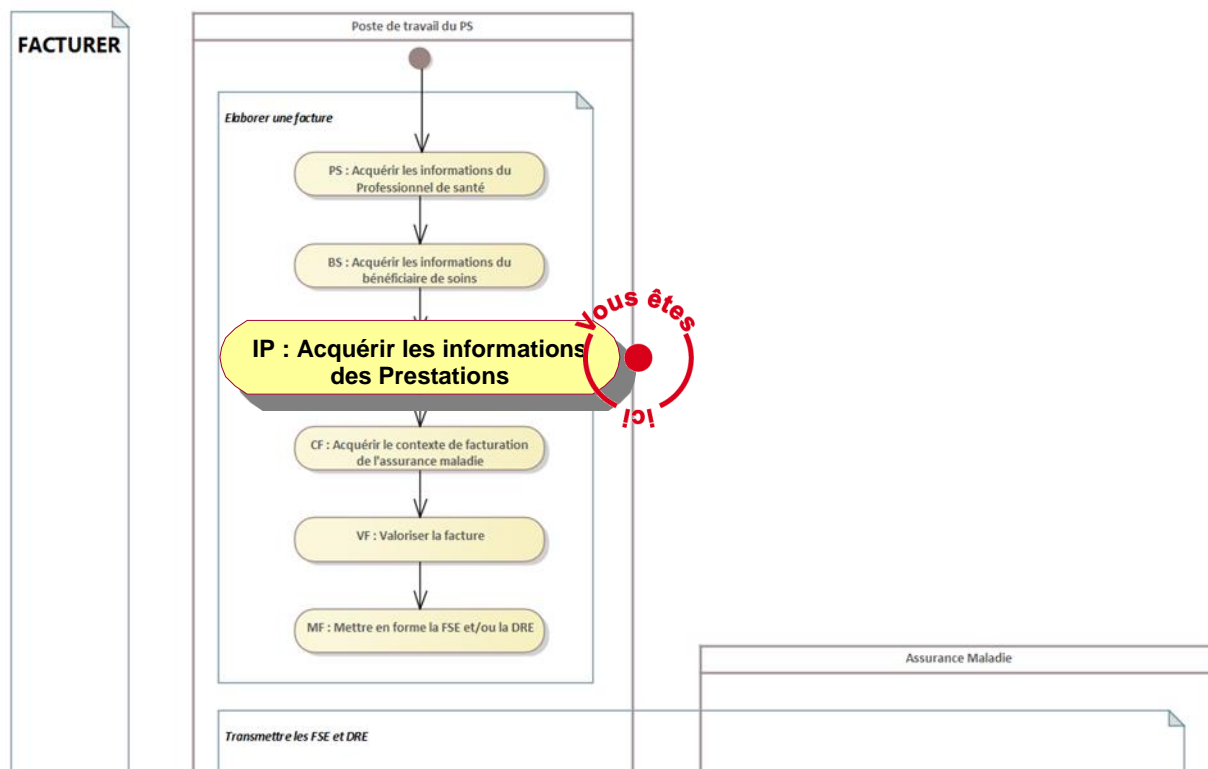 FACTURER
Poste de travail du PS
Elaborer une facture
PS : Acquérir les informations du
Professionnel de santé
BS : Acquérir les informations du
bénéficiaire de soins
Vous êtes
ici
IP : Acquérir les informations
des Prestations
CF : Acquérir le contexte de facturation
de l'assurance maladie
VF : Valoriser la facture
MF : Mettre en forme la FSE et/ou la DRE
Assurance Maladie
Transmettre les FSE et DRE